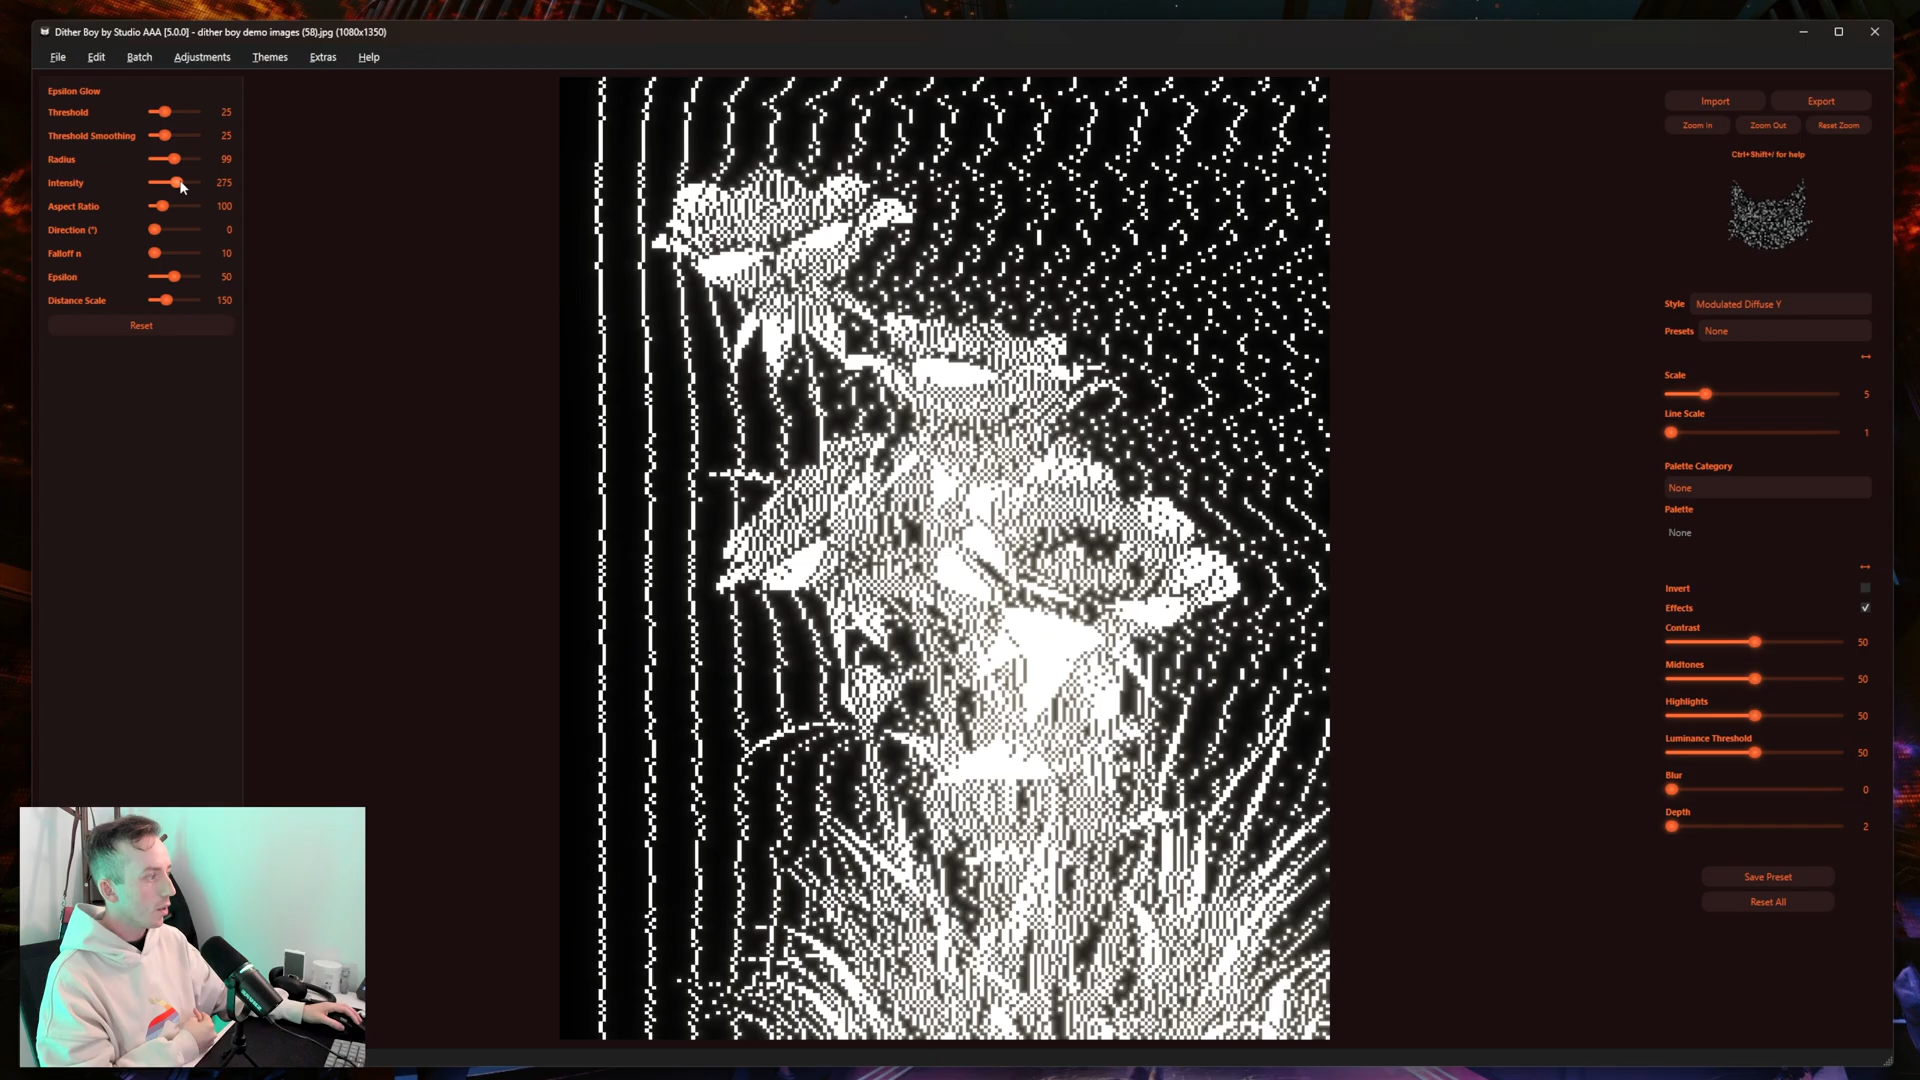 Dither Boy by Studio AAA [5.0.0] - dither boy demo images (58).jpg (1080x1350)
File Edit Batch Adjustments Themes Extras Help
Epsilon Glow
Threshold 25
Threshold Smoothing 25
Radius 99
Intensity 275
Aspect Ratio 100
Direction (°) 0
Falloff n 10
Epsilon 50
Distance Scale 150
Reset
Import Export
Zoom In Zoom Out Reset Zoom
Ctrl+Shift+/ for help
Style Modulated Diffuse Y
Presets None
Scale
5
Line Scale
1
Palette Category
None
Palette
None
Invert
Effects
Contrast
50
Midtones
50
Highlights
50
Luminance Threshold
50
Blur
0
Depth
2
Save Preset
Reset All